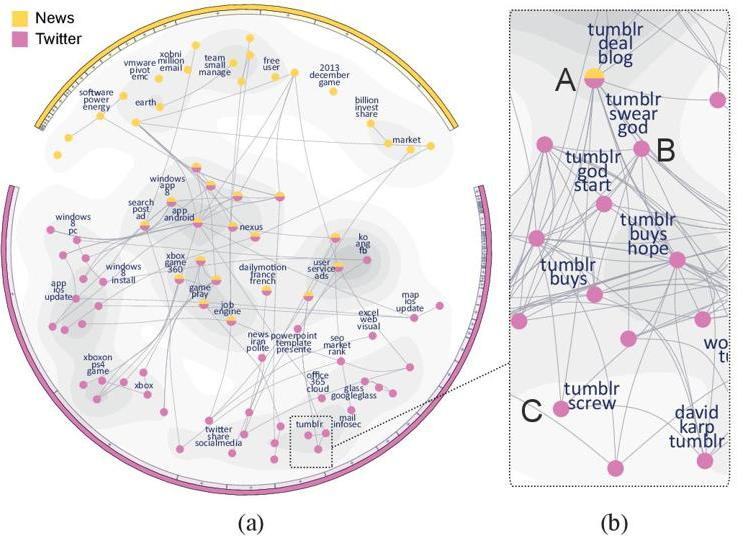 News
Twitter
xobni
million
email
vmware
pivot
emc
team
small
manage
free
user
2013
december
game
software
power
energy
earth
billion
invest
share
market
windows
app
8
search
post
ad
app
android
nexus
windows
8
pc
ko
ang
fb
xbox
game
360
user
service
ads
dailymotion
france
french
windows
8
install
app
ios
update
game
play
job
engine
map
ios
update
excel
web
visual
news
iran
polite
powerpoint
template
presente
seo
market
rank
xboxon
ps4
game
xbox
office
365
cloud
glass
googleglass
mail
infosec
tumblr
twitter
share
socialmedia
(a)
tumblr
deal
blog
A
tumblr
swear
god
B
tumblr
god
start
tumblr
buys
hope
tumblr
buys
wo
tu
tumblr
screw
C
david
karp
tumblr
(b)